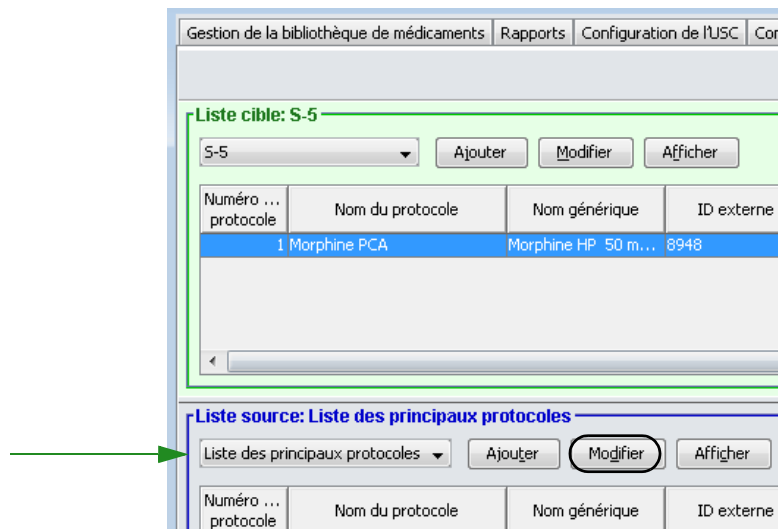 Gestion de la bibliothèque de médicaments Rapports Configuration de l'USC
Liste cible: S-5
S-5 Ajouter Modifier Afficher
Numéro ... protocole Nom du protocole Nom générique ID externe
1 Morphine PCA Morphine HP 50 m... 8948
Liste source: Liste des principaux protocoles
Liste des principaux protocoles Ajouter Modifier Afficher
Numéro ... protocole Nom du protocole Nom générique ID externe